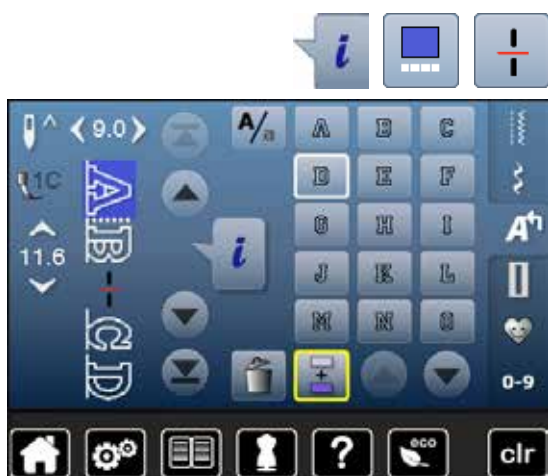 i
9.0
A/a
A B C
1C
A
D E F
B
i
G H I
A
11.6
J K L
C
M N O
D
+
0-9
?
eco
clr